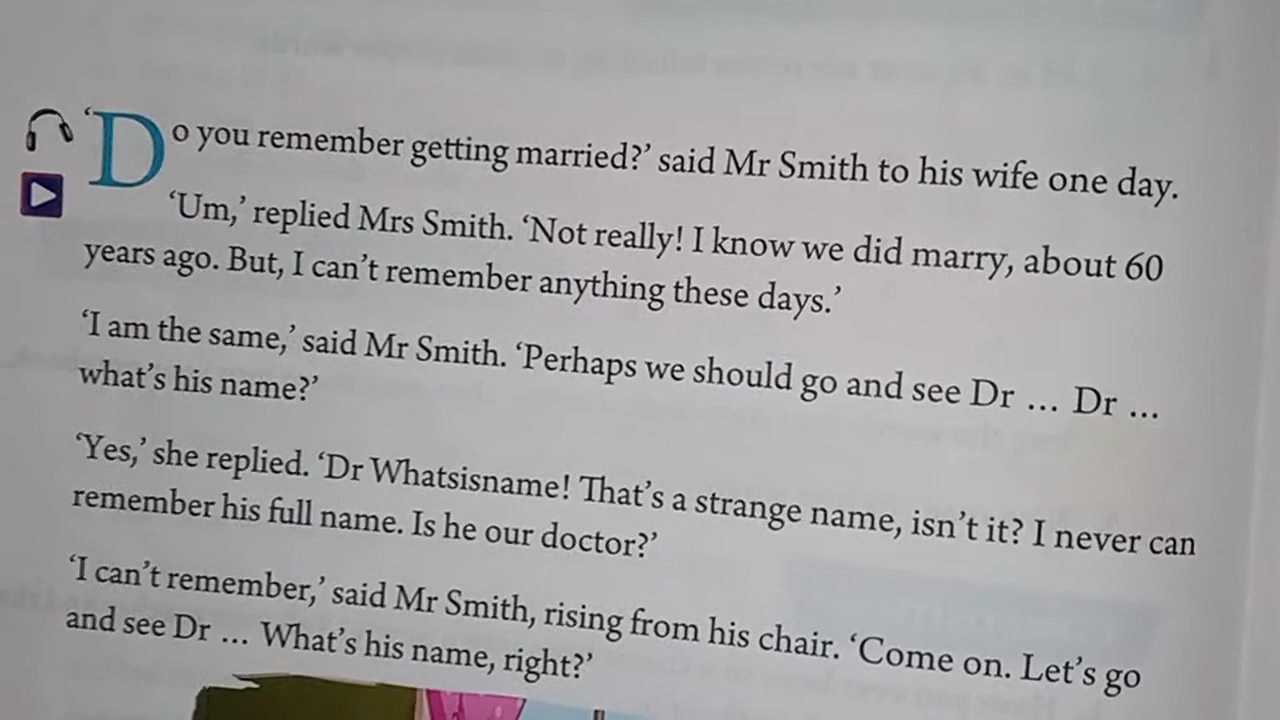 ‘Do you remember getting married?’ said Mr Smith to his wife one day.
‘Um,’ replied Mrs Smith. ‘Not really! I know we did marry, about 60
years ago. But, I can’t remember anything these days.’
‘I am the same,’ said Mr Smith. ‘Perhaps we should go and see Dr ... Dr ...
what’s his name?’
‘Yes,’ she replied. ‘Dr Whatsisname! That’s a strange name, isn’t it? I never can
remember his full name. Is he our doctor?’
‘I can’t remember,’ said Mr Smith, rising from his chair. ‘Come on. Let’s go
and see Dr ... What’s his name, right?’